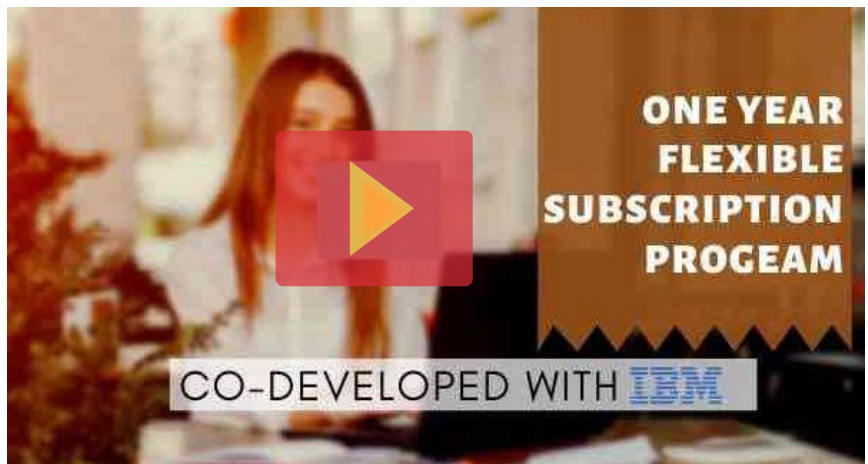 ONE YEAR
FLEXIBLE
SUBSCRIPTION
PROGEAM
CO-DEVELOPED WITH IBM